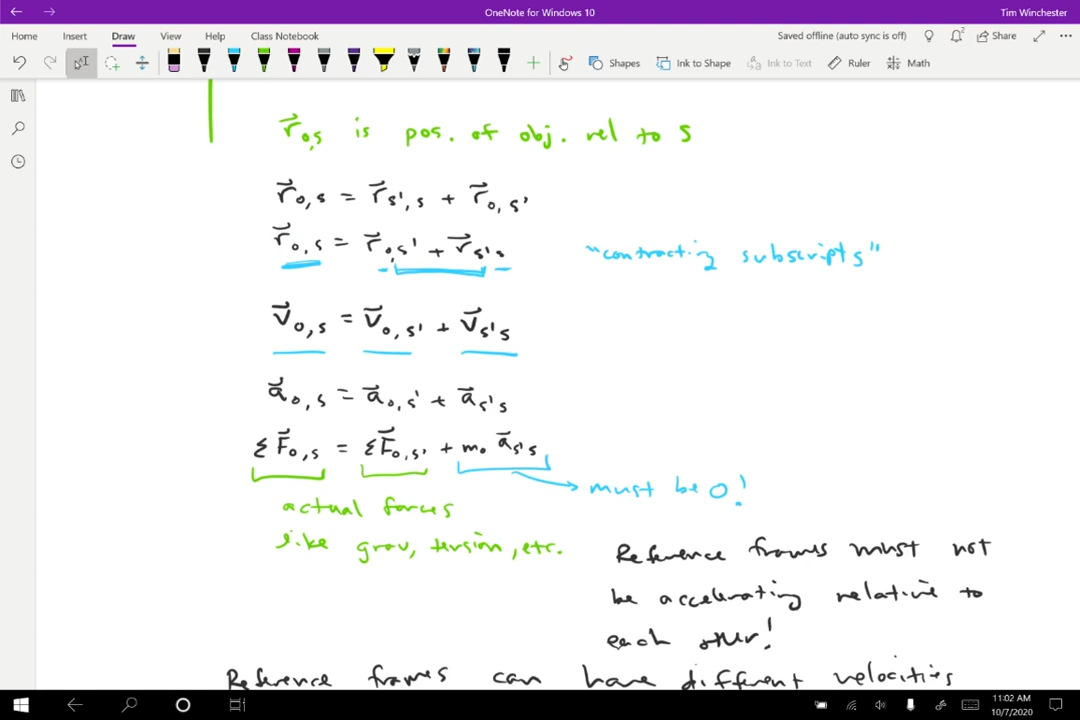 OneNote for Windows 10
Tim Winchester
Home Insert Draw View Help Class Notebook
Saved offline (auto sync is off) Share
Shapes Ink to Shape Ink to Text Ruler Math
r⃗o,s is pos. of obj. rel to S
r⃗o,s = r⃗s',s + r⃗o,s'
r⃗o,s = r⃗o,s' + r⃗s's
"contracting subscripts"
v⃗o,s = v⃗o,s' + v⃗s's
a⃗o,s = a⃗o,s' + a⃗s's
ΣF⃗o,s = ΣF⃗o,s' + mo a⃗s's
must be 0!
actual forces
like grav, tension, etc.
Reference frames must not
be accelerating relative to
each other!
Reference frames can have different velocities
11:02 AM
10/7/2020